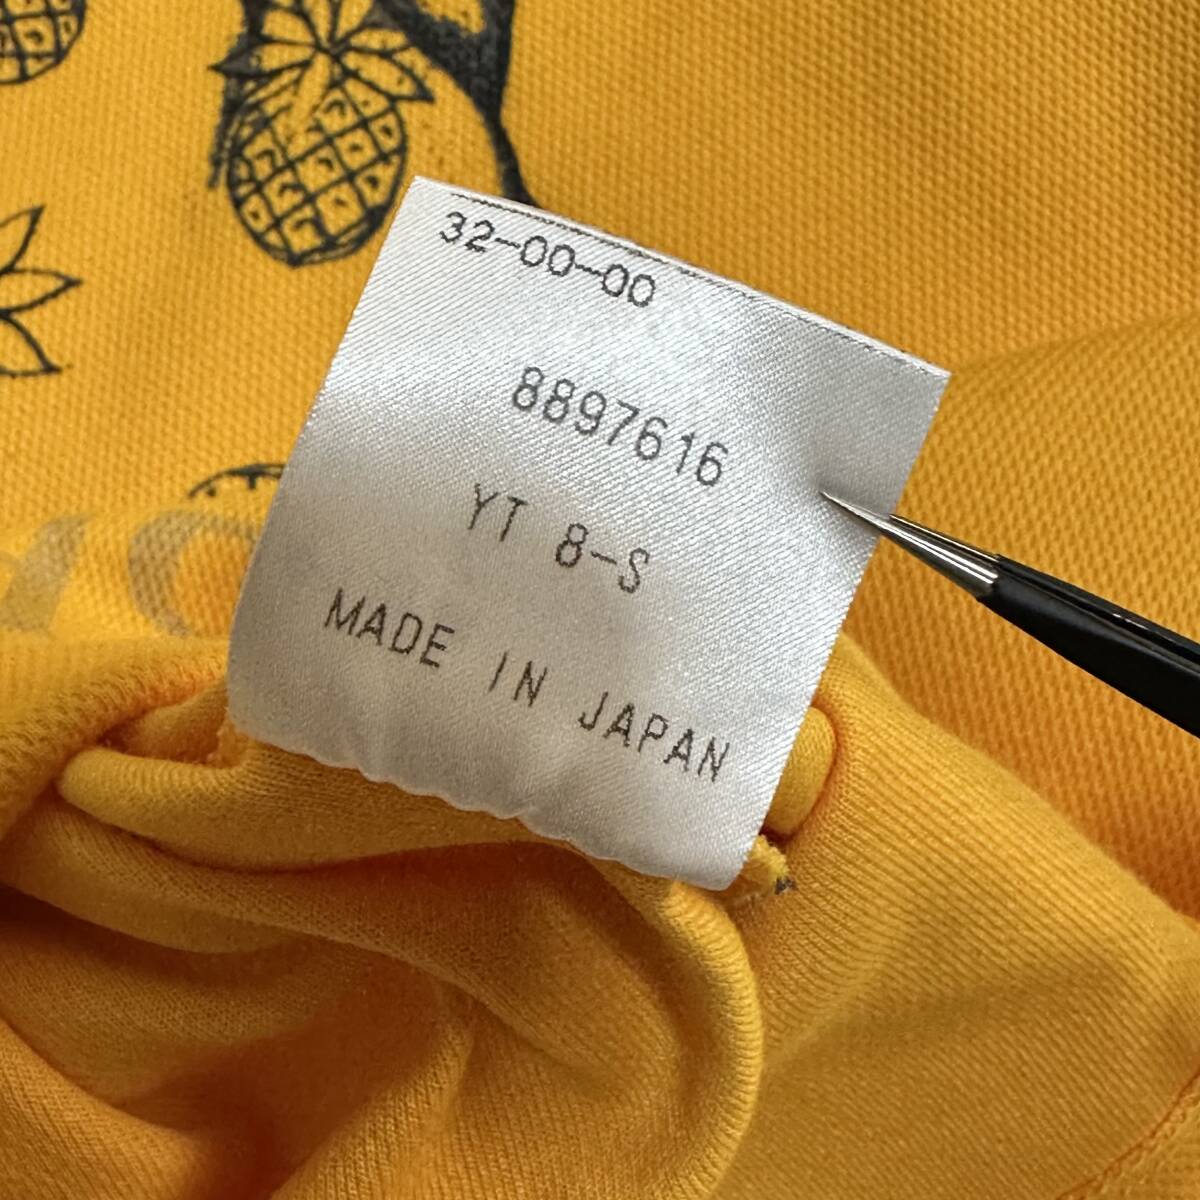 32-00-00
8897616
YT 8-S
MADE IN JAPAN